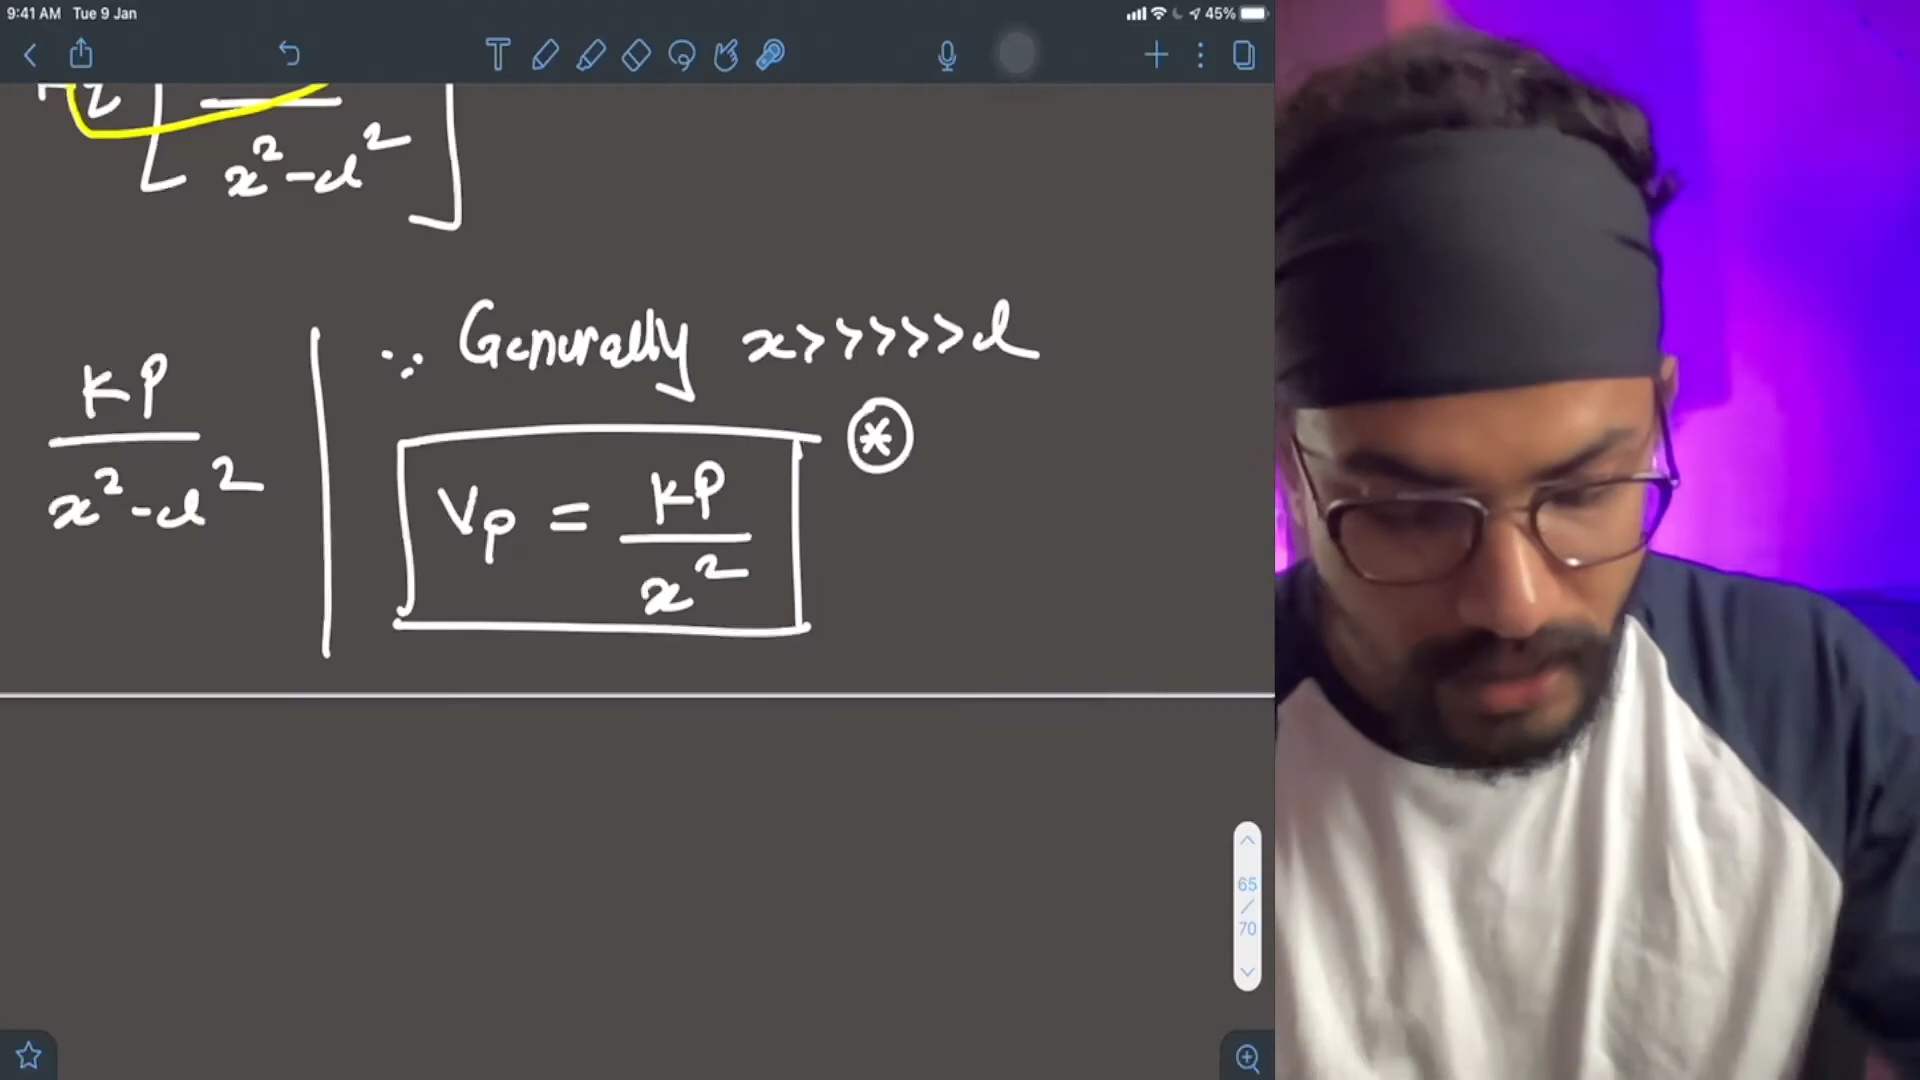 9:41 AM Tue 9 Jan
45%
x²-d²
∵ Generally x>>>>>d
KP
x²-d²
Vp = KP
x²
*
65
/
70